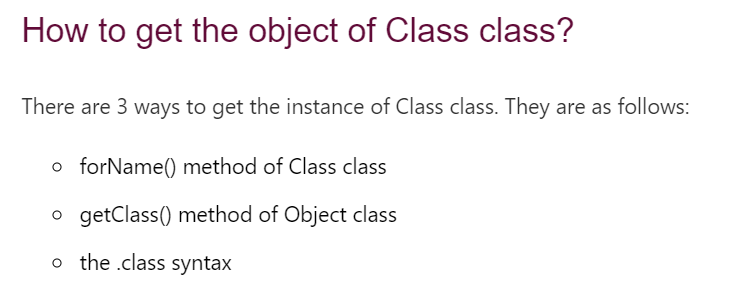 How to get the object of Class class?
There are 3 ways to get the instance of Class class. They are as follows:
forName() method of Class class
getClass() method of Object class
the .class syntax